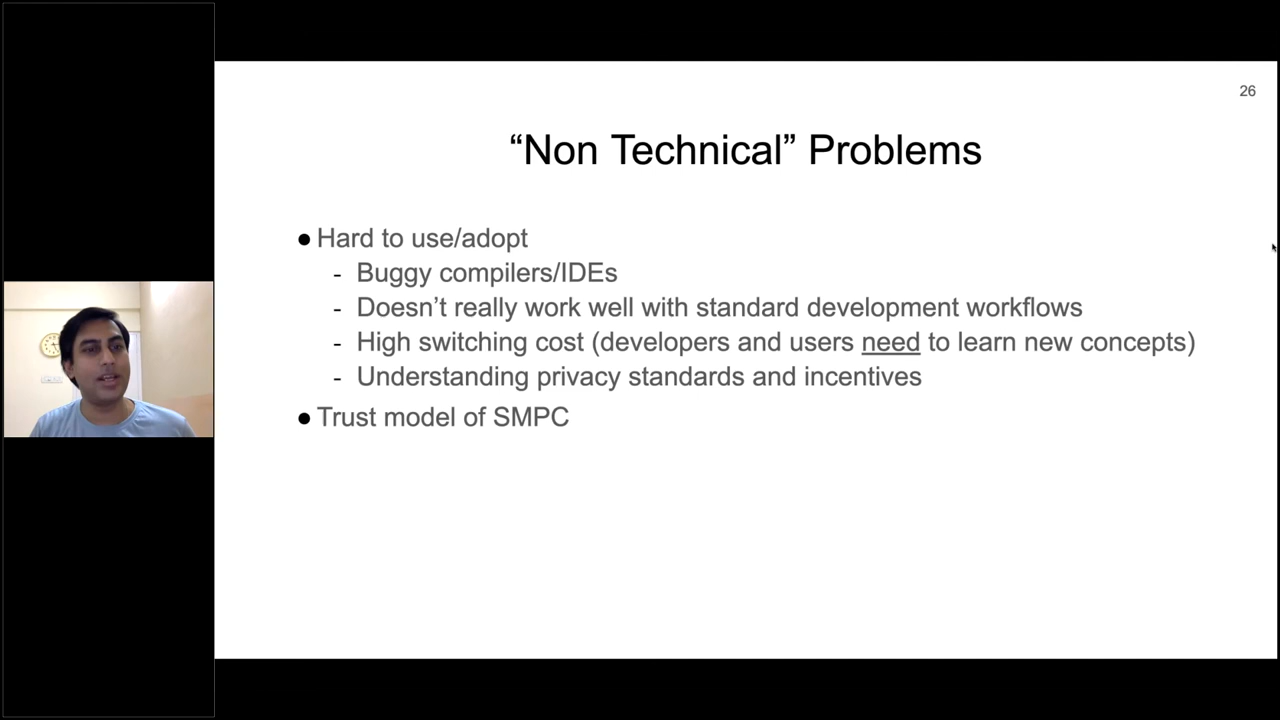 26
“Non Technical” Problems
● Hard to use/adopt
- Buggy compilers/IDEs
- Doesn’t really work well with standard development workflows
- High switching cost (developers and users need to learn new concepts)
- Understanding privacy standards and incentives
● Trust model of SMPC